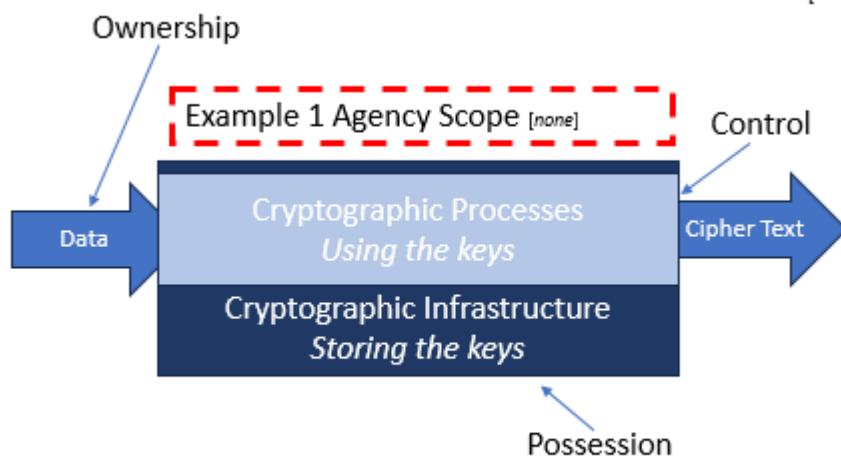 Ownership
Example 1 Agency Scope [none]
Control
Cryptographic Processes
Using the keys
Data
Cipher Text
Cryptographic Infrastructure
Storing the keys
Possession